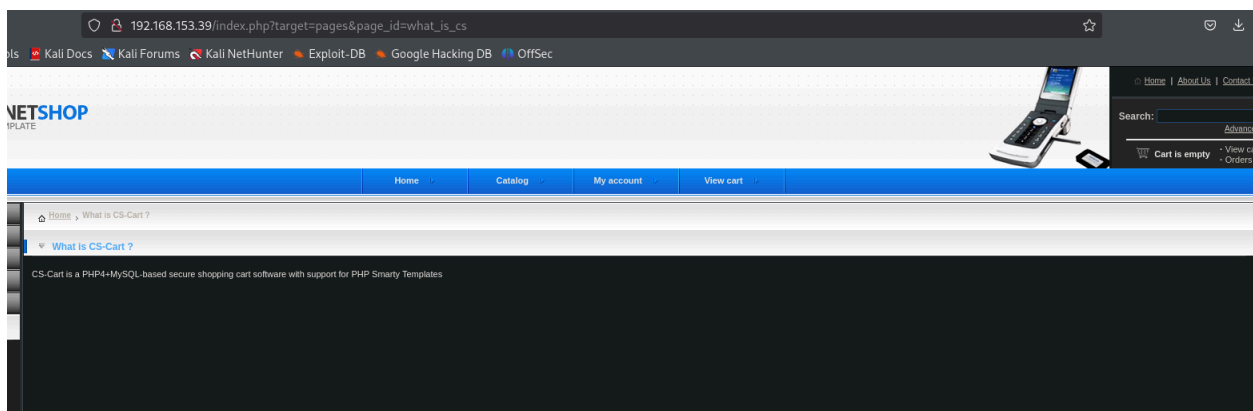 192.168.153.39/index.php?target=pages&page_id=what_is_cs
Kali Docs Kali Forums Kali NetHunter Exploit-DB Google Hacking DB OffSec
Home | About Us | Contact
NETSHOP
Search:
Advanc
Cart is empty
- View ca
- Orders
Home Catalog My account View cart
Home What is CS-Cart ?
What is CS-Cart ?
CS-Cart is a PHP4+MySQL-based secure shopping cart software with support for PHP Smarty Templates